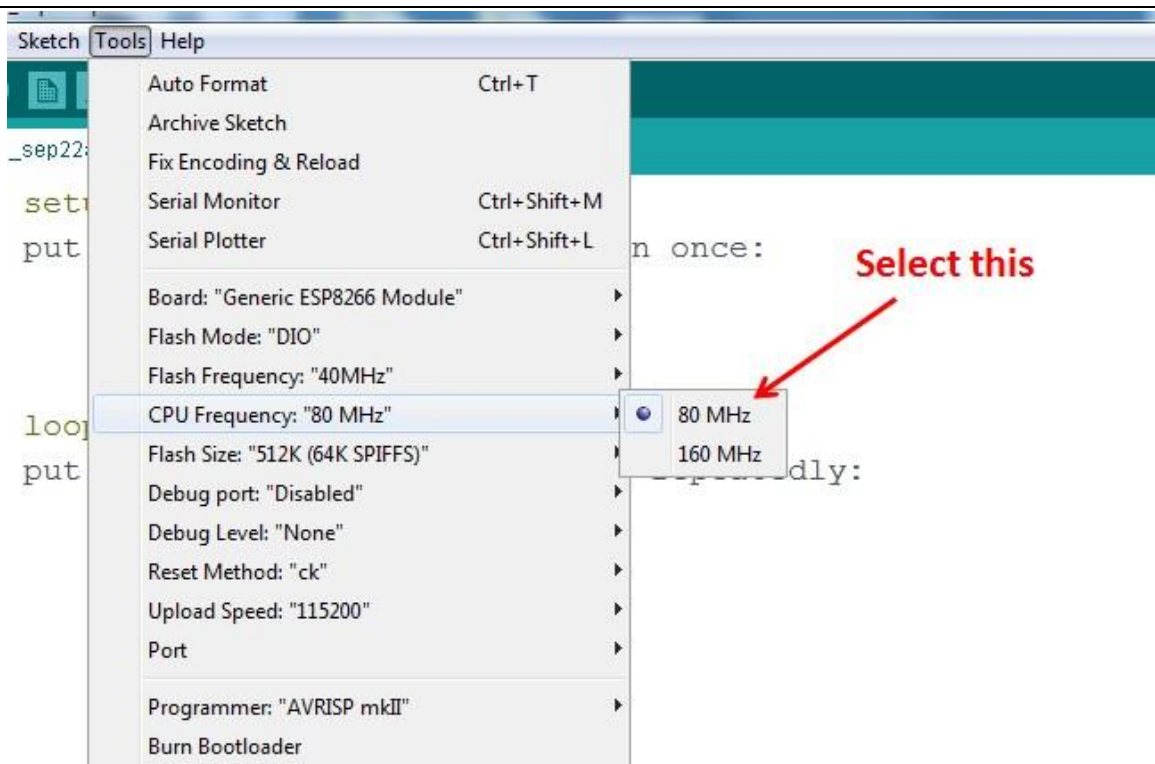 Sketch Tools Help
Auto Format Ctrl+T
Archive Sketch
_sep22a
Fix Encoding & Reload
setu
Serial Monitor Ctrl+Shift+M
put
Serial Plotter Ctrl+Shift+L
n once:
Select this
Board: "Generic ESP8266 Module"
Flash Mode: "DIO"
Flash Frequency: "40MHz"
CPU Frequency: "80 MHz"
80 MHz
loop
Flash Size: "512K (64K SPIFFS)"
160 MHz
put
repeatedly:
Debug port: "Disabled"
Debug Level: "None"
Reset Method: "ck"
Upload Speed: "115200"
Port
Programmer: "AVRISP mkII"
Burn Bootloader